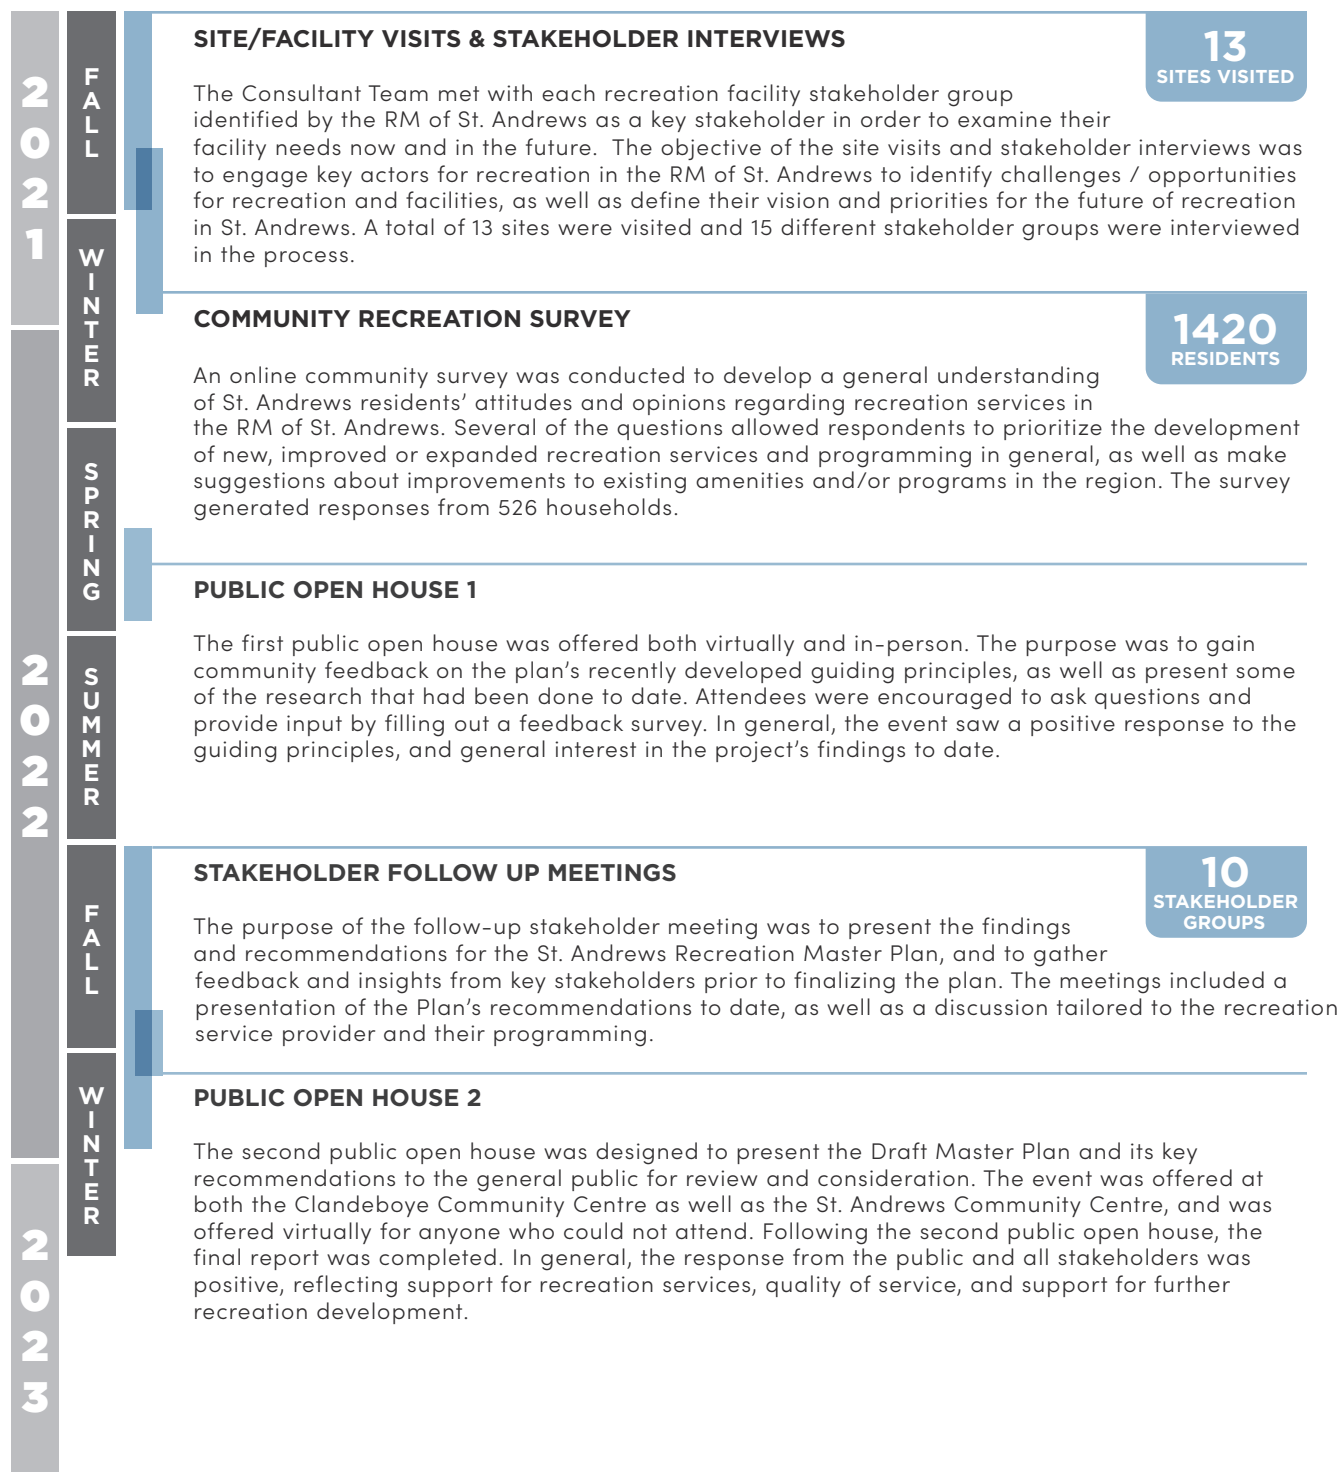 2021
FALL
SITE/FACILITY VISITS & STAKEHOLDER INTERVIEWS
13
SITES VISITED
The Consultant Team met with each recreation facility stakeholder group
identified by the RM of St. Andrews as a key stakeholder in order to examine their
facility needs now and in the future.  The objective of the site visits and stakeholder interviews was
to engage key actors for recreation in the RM of St. Andrews to identify challenges / opportunities
for recreation and facilities, as well as define their vision and priorities for the future of recreation
in St. Andrews. A total of 13 sites were visited and 15 different stakeholder groups were interviewed
in the process.
WINTER
COMMUNITY RECREATION SURVEY
1420
RESIDENTS
An online community survey was conducted to develop a general understanding
of St. Andrews residents’ attitudes and opinions regarding recreation services in
the RM of St. Andrews. Several of the questions allowed respondents to prioritize the development
of new, improved or expanded recreation services and programming in general, as well as make
suggestions about improvements to existing amenities and/or programs in the region. The survey
generated responses from 526 households.
2022
SPRING
PUBLIC OPEN HOUSE 1
The first public open house was offered both virtually and in-person. The purpose was to gain
community feedback on the plan’s recently developed guiding principles, as well as present some
of the research that had been done to date. Attendees were encouraged to ask questions and
provide input by filling out a feedback survey. In general, the event saw a positive response to the
guiding principles, and general interest in the project’s findings to date.
SUMMER
FALL
STAKEHOLDER FOLLOW UP MEETINGS
10
STAKEHOLDER
GROUPS
The purpose of the follow-up stakeholder meeting was to present the findings
and recommendations for the St. Andrews Recreation Master Plan, and to gather
feedback and insights from key stakeholders prior to finalizing the plan. The meetings included a
presentation of the Plan’s recommendations to date, as well as a discussion tailored to the recreation
service provider and their programming.
WINTER
PUBLIC OPEN HOUSE 2
The second public open house was designed to present the Draft Master Plan and its key
recommendations to the general public for review and consideration. The event was offered at
both the Clandeboye Community Centre as well as the St. Andrews Community Centre, and was
offered virtually for anyone who could not attend. Following the second public open house, the
final report was completed. In general, the response from the public and all stakeholders was
positive, reflecting support for recreation services, quality of service, and support for further
recreation development.
2023